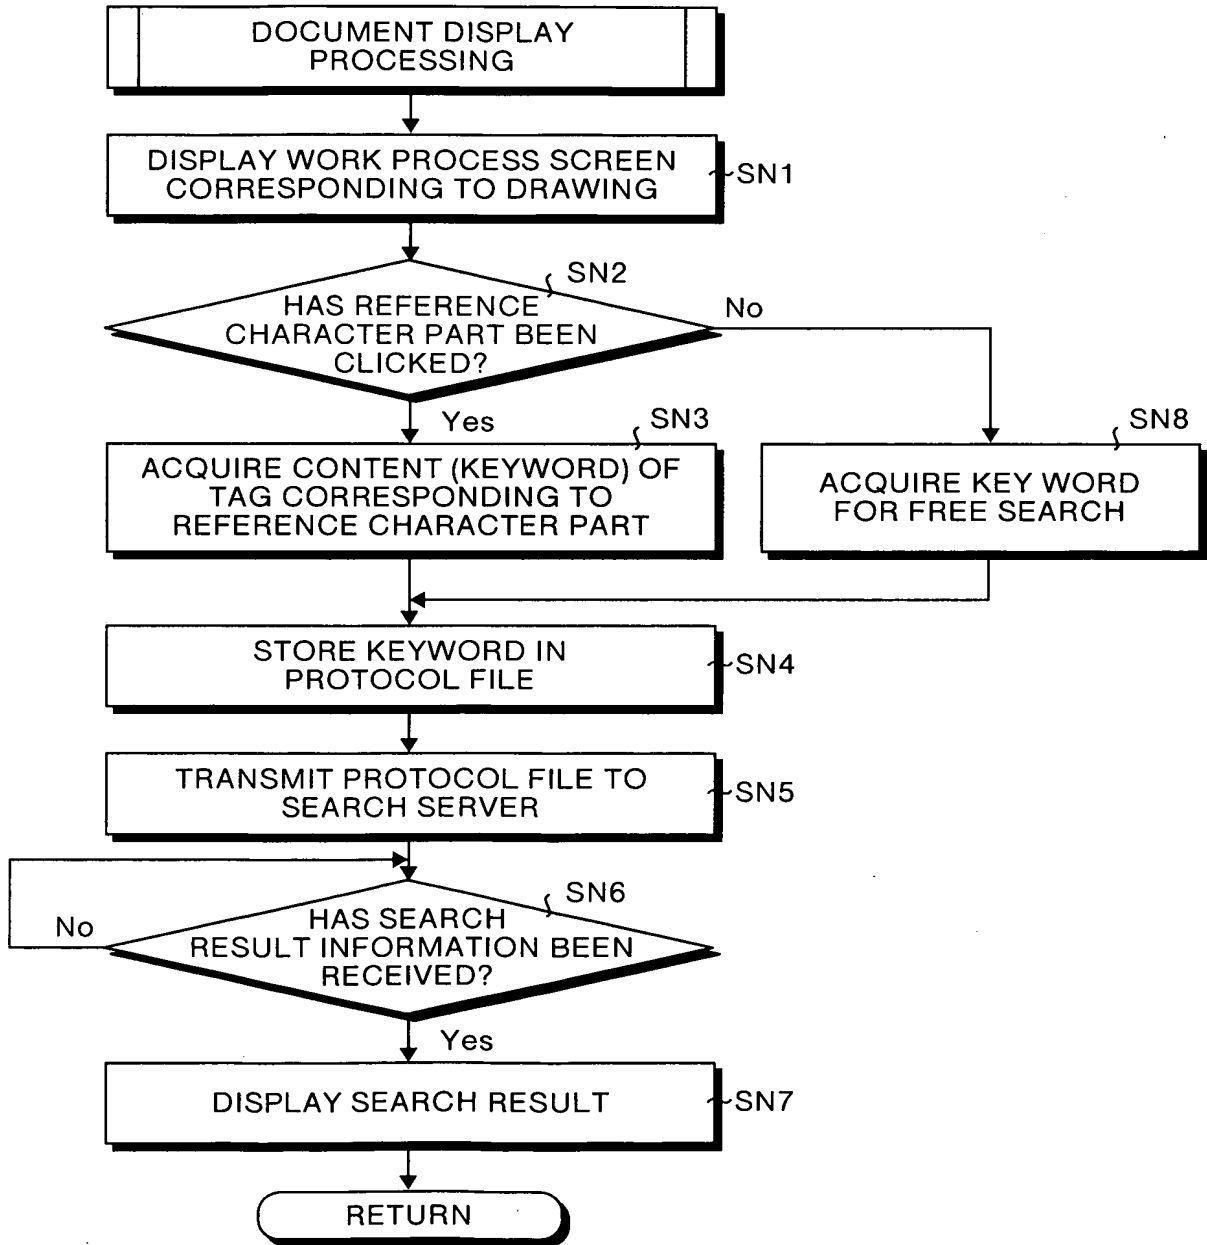 DOCUMENT DISPLAY
PROCESSING
DISPLAY WORK PROCESS SCREEN
CORRESPONDING TO DRAWING
SN1
SN2
HAS REFERENCE
CHARACTER PART BEEN
CLICKED?
No
Yes
SN3
ACQUIRE CONTENT (KEYWORD) OF
TAG CORRESPONDING TO
REFERENCE CHARACTER PART
SN8
ACQUIRE KEY WORD
FOR FREE SEARCH
STORE KEYWORD IN
PROTOCOL FILE
SN4
TRANSMIT PROTOCOL FILE TO
SEARCH SERVER
SN5
SN6
HAS SEARCH
RESULT INFORMATION BEEN
RECEIVED?
No
Yes
DISPLAY SEARCH RESULT
SN7
RETURN